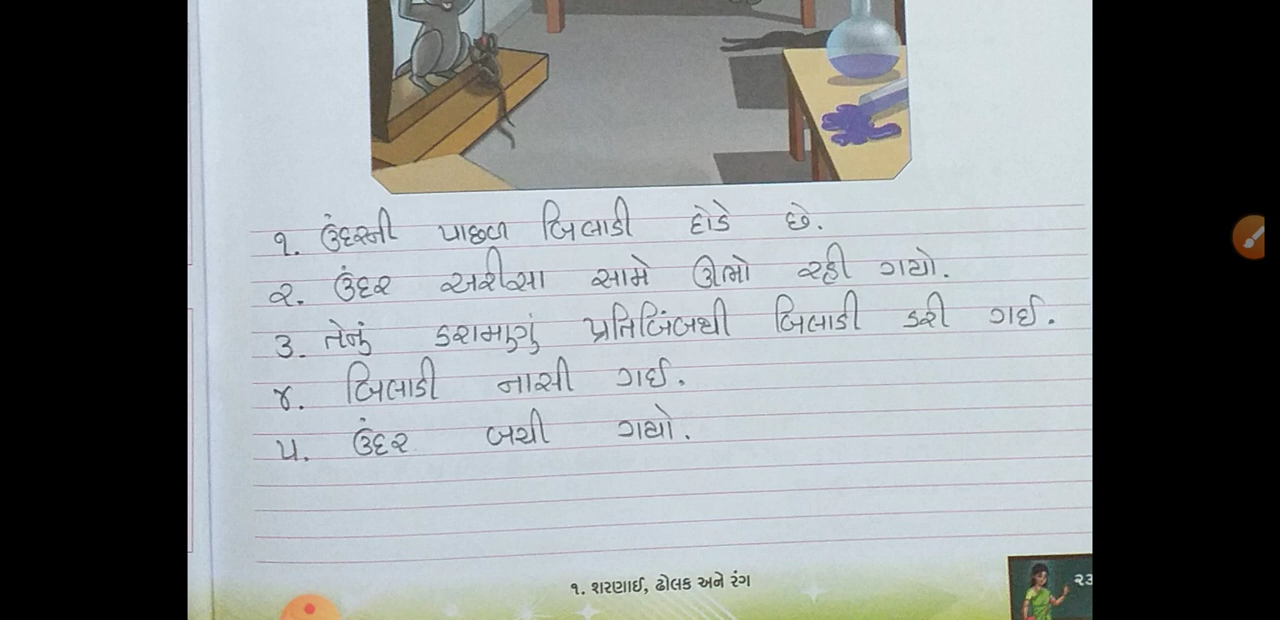 ૧. ઉંદરની પાછળ બિલાડી દોડે છે.
૨. ઉંદર અરીસા સામે ઊભો રહી ગયો.
૩. તેનું ડરામણું પ્રતિબિંબથી બિલાડી ડરી ગઈ.
૪. બિલાડી નાસી ગઈ.
૫. ઉંદર બચી ગયો.
૧. શરણાઈ, ઢોલક અને રંગ
૨૩